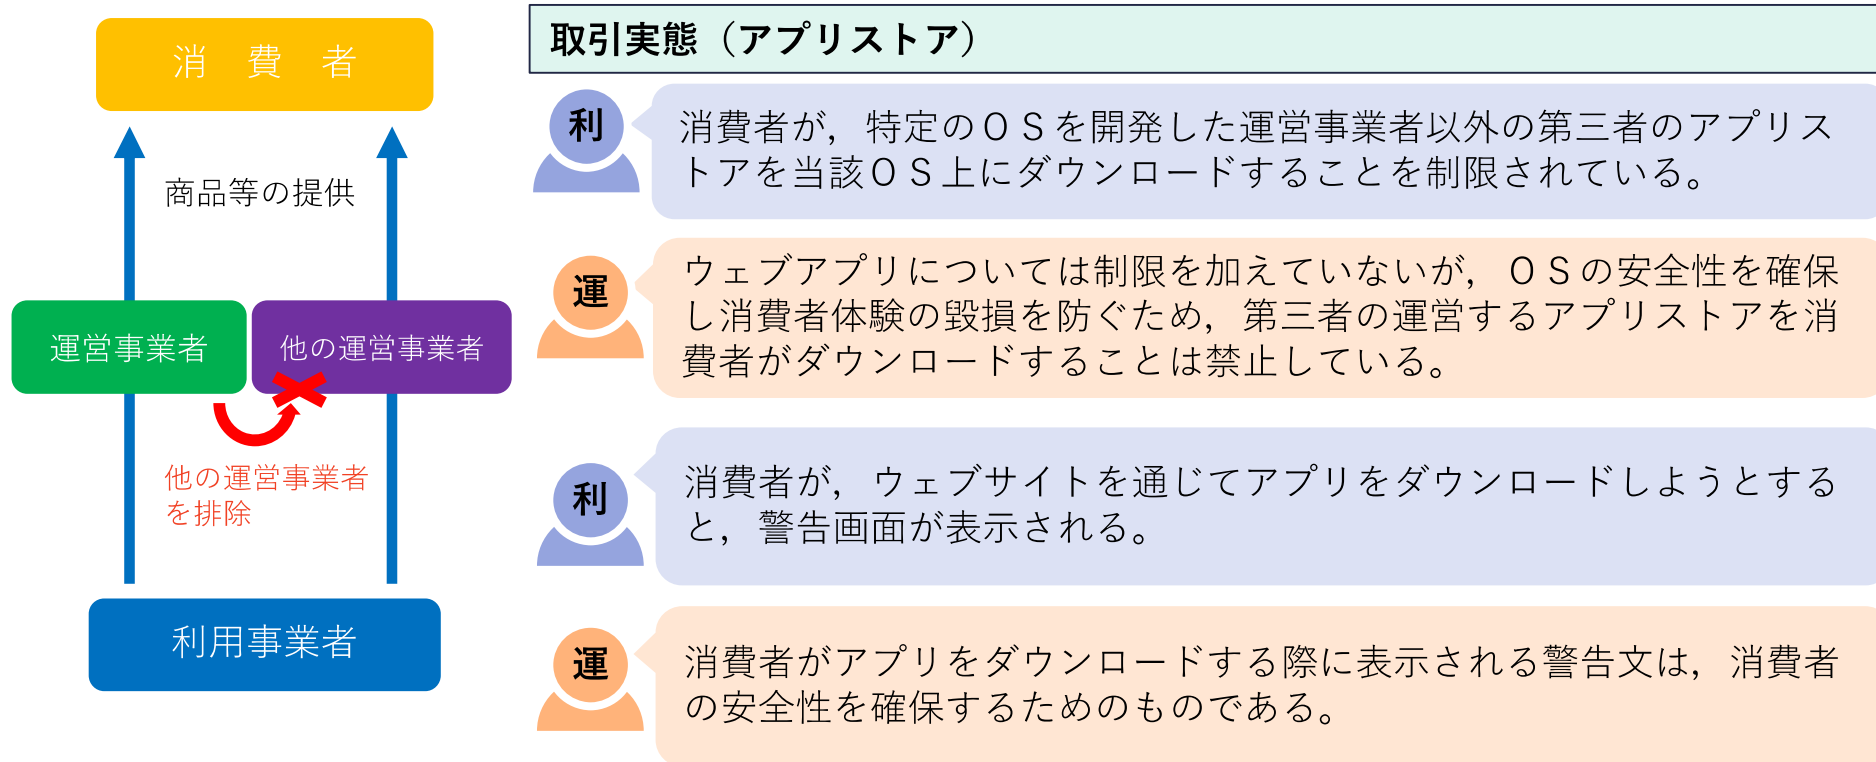 消 費 者
商品等の提供
運営事業者
他の運営事業者
他の運営事業者
を排除
利用事業者
取引実態（アプリストア）
利
消費者が，特定のＯＳを開発した運営事業者以外の第三者のアプリス
トアを当該ＯＳ上にダウンロードすることを制限されている。
運
ウェブアプリについては制限を加えていないが，ＯＳの安全性を確保
し消費者体験の毀損を防ぐため，第三者の運営するアプリストアを消
費者がダウンロードすることは禁止している。
利
消費者が，ウェブサイトを通じてアプリをダウンロードしようとする
と，警告画面が表示される。
運
消費者がアプリをダウンロードする際に表示される警告文は，消費者
の安全性を確保するためのものである。